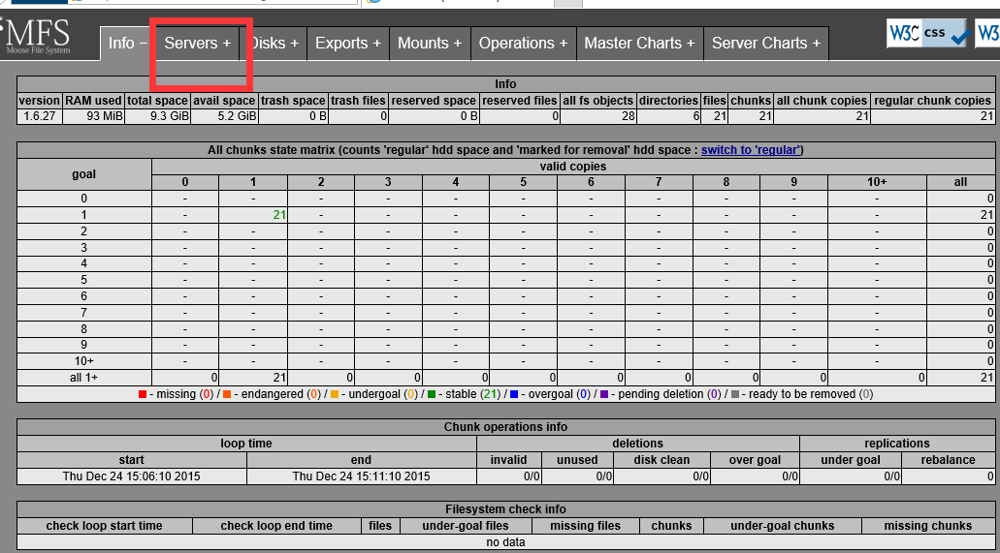 MFS
Moose File System
Info − Servers + Disks + Exports + Mounts + Operations + Master Charts + Server Charts + W3C css W3
Info
version RAM used total space avail space trash space trash files reserved space reserved files all fs objects directories files chunks all chunk copies regular chunk copies
1.6.27 93 MiB 9.3 GiB 5.2 GiB 0 B 0 0 B 0 28 6 21 21 21 21
All chunks state matrix (counts 'regular' hdd space and 'marked for removal' hdd space : switch to 'regular')
goal valid copies
0 1 2 3 4 5 6 7 8 9 10+ all
0 - - - - - - - - - - - 0
1 - 21 - - - - - - - - - 21
2 - - - - - - - - - - - 0
3 - - - - - - - - - - - 0
4 - - - - - - - - - - - 0
5 - - - - - - - - - - - 0
6 - - - - - - - - - - - 0
7 - - - - - - - - - - - 0
8 - - - - - - - - - - - 0
9 - - - - - - - - - - - 0
10+ - - - - - - - - - - - 0
all 1+ 0 21 0 0 0 0 0 0 0 0 0 21
- missing (0) / - endangered (0) / - undergoal (0) / - stable (21) / - overgoal (0) / - pending deletion (0) / - ready to be removed (0)
Chunk operations info
loop time deletions replications
start end invalid unused disk clean over goal under goal rebalance
Thu Dec 24 15:06:10 2015 Thu Dec 24 15:11:10 2015 0/0 0/0 0/0 0/0 0/0 0
Filesystem check info
check loop start time check loop end time files under-goal files missing files chunks under-goal chunks missing chunks
no data